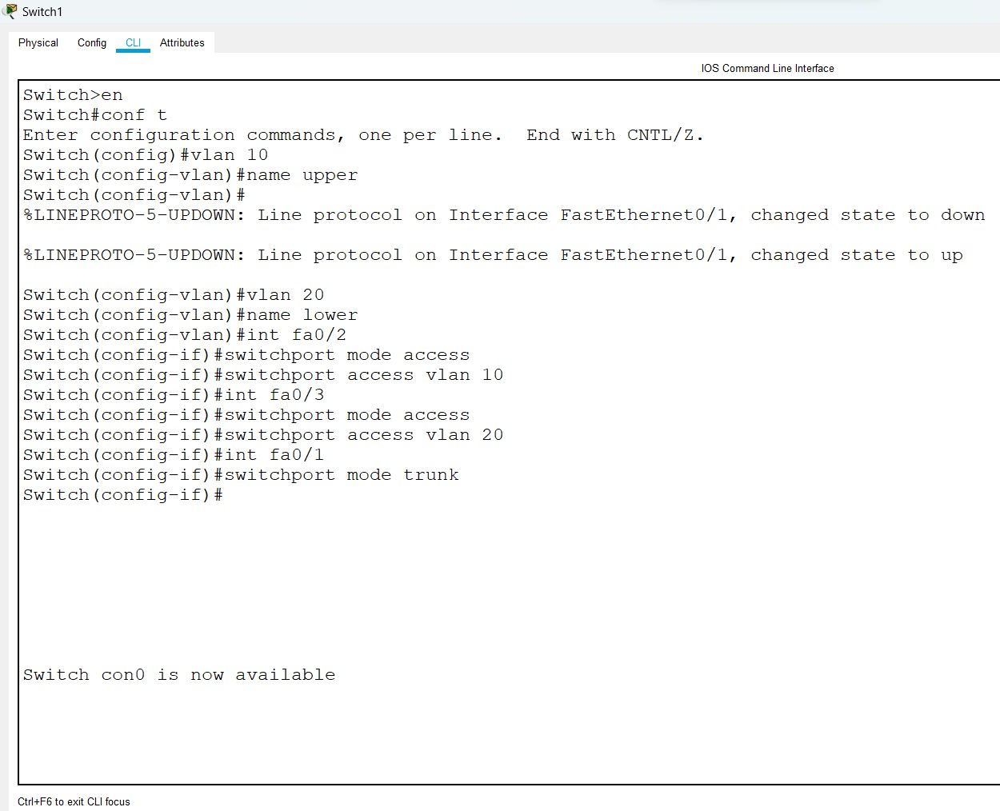 Switch1
Physical Config CLI Attributes
IOS Command Line Interface
Switch>en
Switch#conf t
Enter configuration commands, one per line.  End with CNTL/Z.
Switch(config)#vlan 10
Switch(config-vlan)#name upper
Switch(config-vlan)#
%LINEPROTO-5-UPDOWN: Line protocol on Interface FastEthernet0/1, changed state to down
%LINEPROTO-5-UPDOWN: Line protocol on Interface FastEthernet0/1, changed state to up
Switch(config-vlan)#vlan 20
Switch(config-vlan)#name lower
Switch(config-vlan)#int fa0/2
Switch(config-if)#switchport mode access
Switch(config-if)#switchport access vlan 10
Switch(config-if)#int fa0/3
Switch(config-if)#switchport mode access
Switch(config-if)#switchport access vlan 20
Switch(config-if)#int fa0/1
Switch(config-if)#switchport mode trunk
Switch(config-if)#
Switch con0 is now available
Ctrl+F6 to exit CLI focus